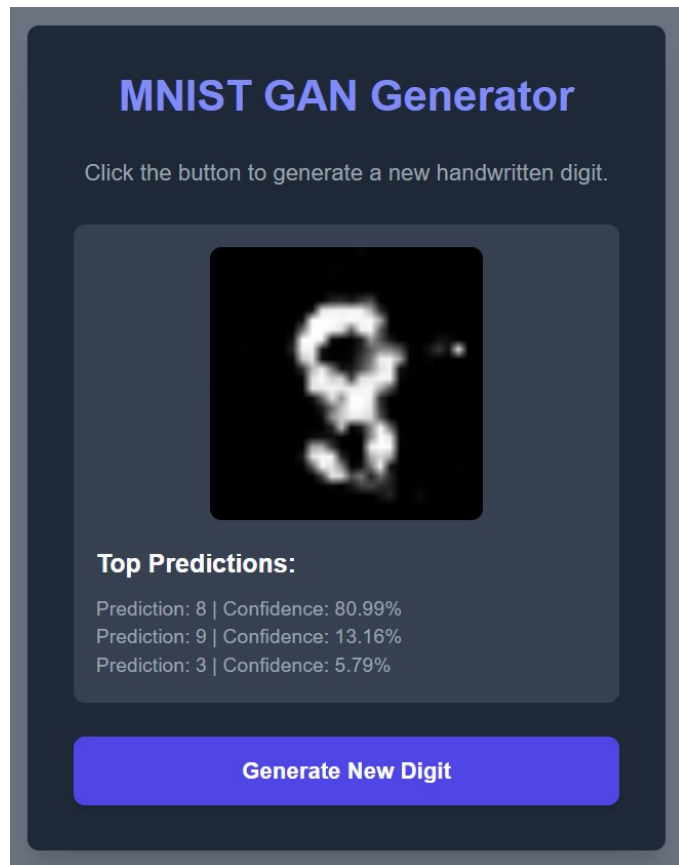 MNIST GAN Generator
Click the button to generate a new handwritten digit.
8
Top Predictions:
Prediction: 8 | Confidence: 80.99%
Prediction: 9 | Confidence: 13.16%
Prediction: 3 | Confidence: 5.79%
Generate New Digit